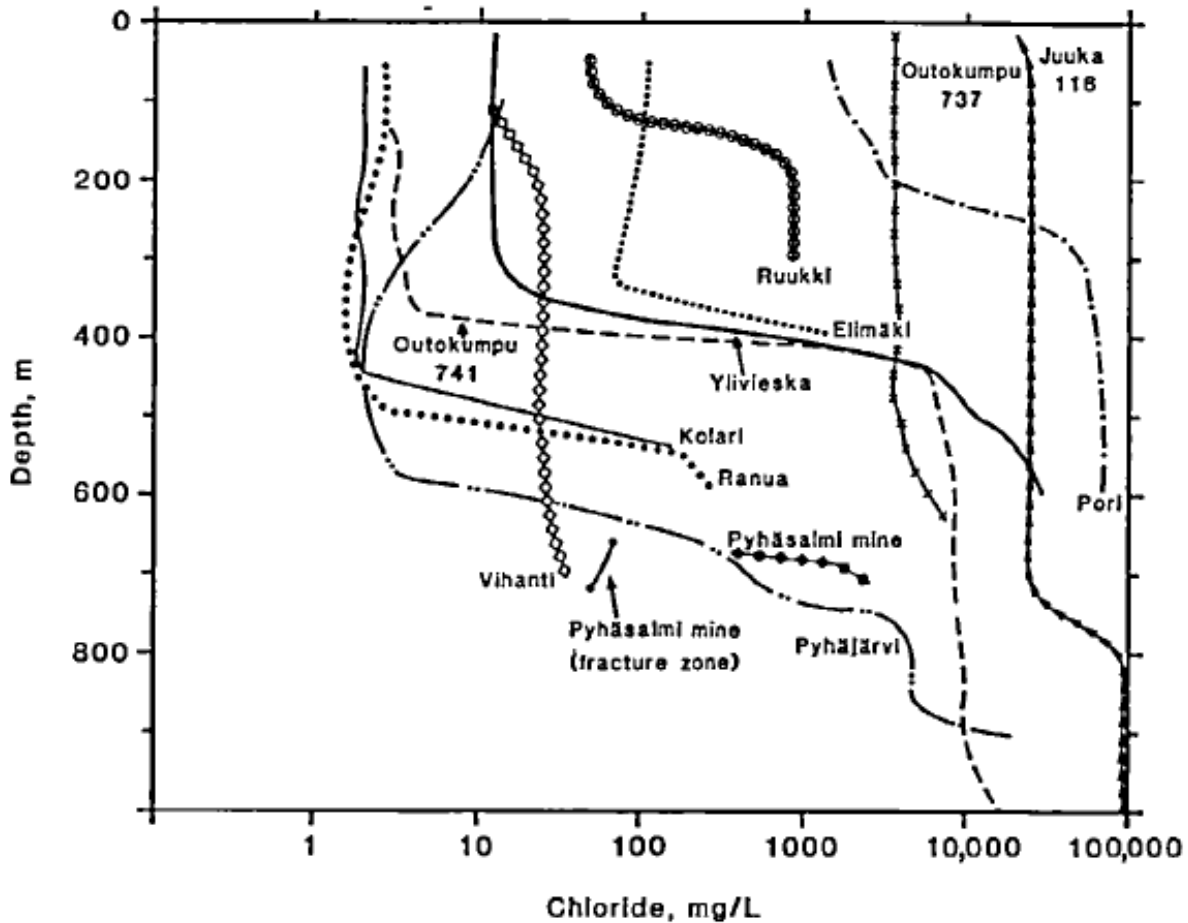 0
200
400
600
800
Depth, m
Juuka
116
Outokumpu
737
Ruukki
Elimäki
Outokumpu
741
Ylivieska
Kolari
Ranua
Pori
Pyhäsalmi mine
Vihanti
Pyhäsalmi mine
(fracture zone)
Pyhäjärvi
1
10
100
1000
10,000
100,000
Chloride, mg/L